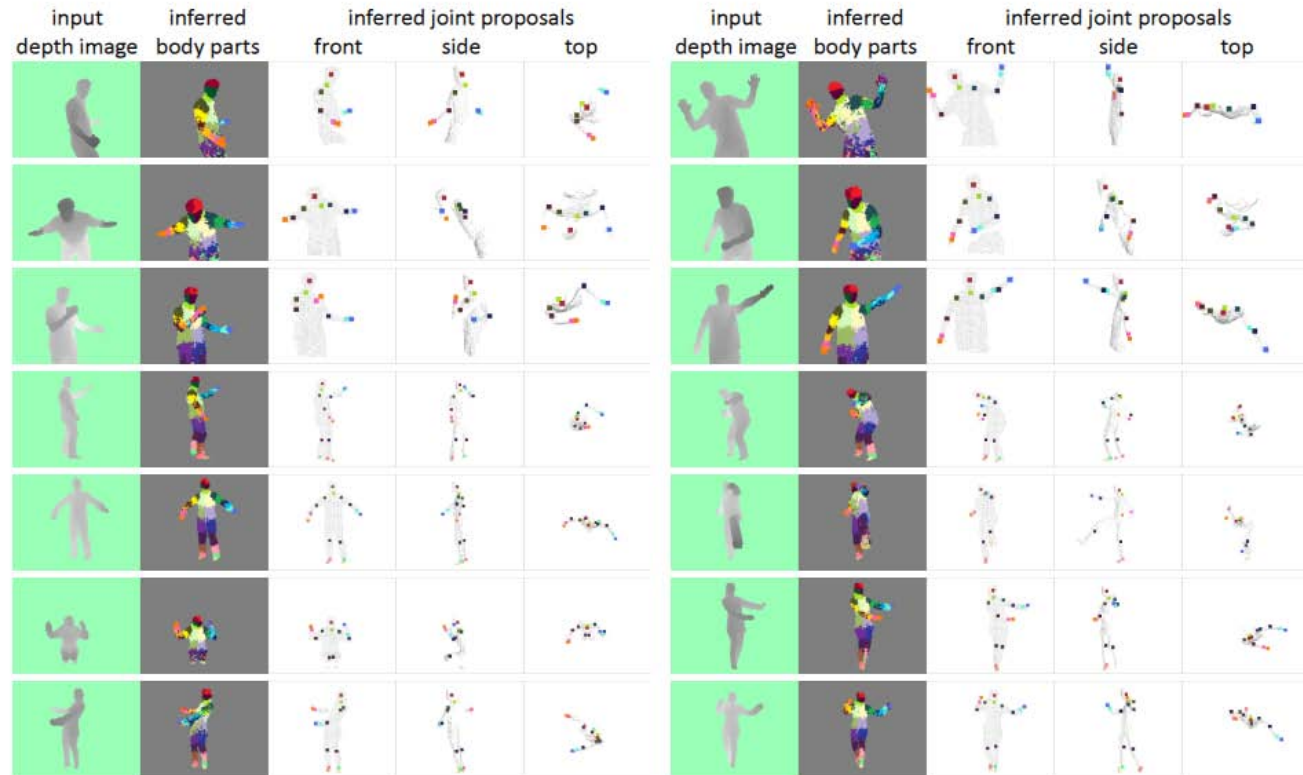 input inferred inferred joint proposals input inferred inferred joint proposals
depth image body parts front side top depth image body parts front side top